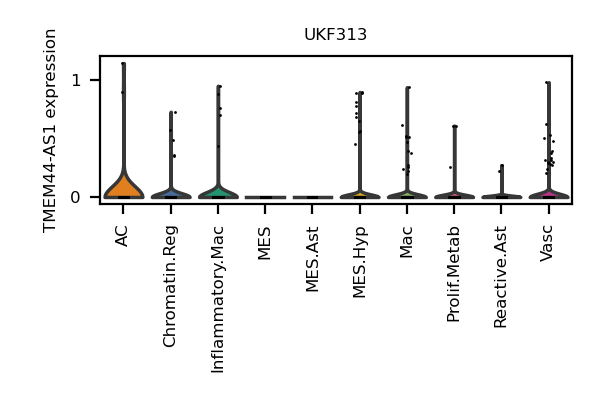 UKF313
TMEM44-AS1 expression
1
0
AC
Chromatin.Reg
Inflammatory.Mac
MES
MES.Ast
MES.Hyp
Mac
Prolif.Metab
Reactive.Ast
Vasc